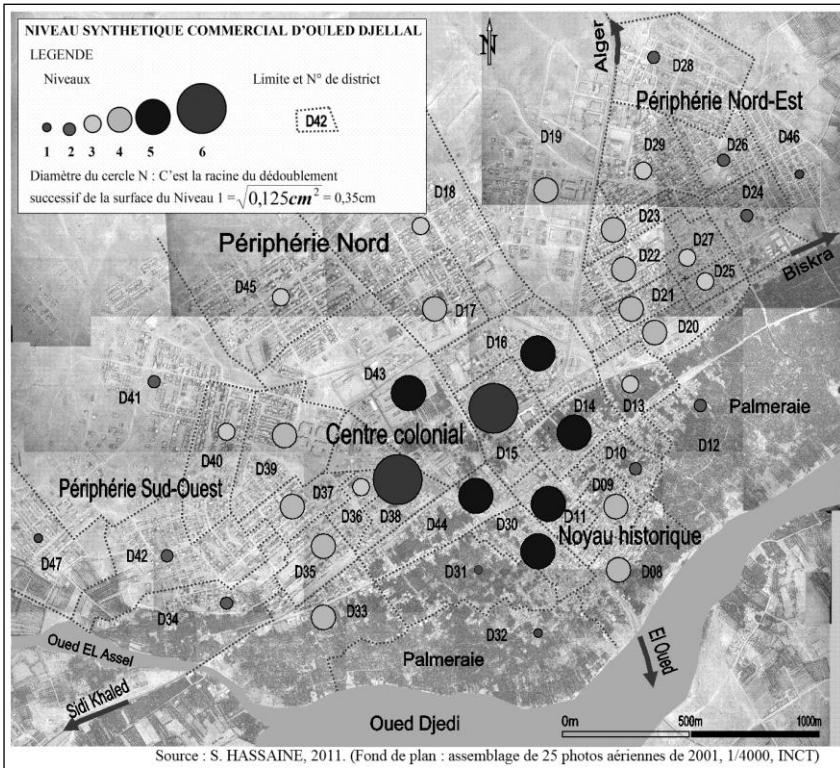 NIVEAU SYNTHETIQUE COMMERCIAL D'OULED DJELLAL
LEGENDE
Niveaux
Limite et N° de district
D42
1 2 3 4 5 6
Diamètre du cercle N : C'est la racine du dédoublement
successif de la surface du Niveau 1 = √0,125cm² = 0,35cm
N
Alger
D28
Périphérie Nord-Est
D19
D29
D26
D46
D18
D24
D23
Périphérie Nord
D27
D22
D25
Biskra
D45
D21
D17
D20
D16
D43
D41
D13
D14
Palmeraie
D12
Centre colonial
D40
D39
D15
D10
Périphérie Sud-Ouest
D37
D09
D36
D38
D44
D30
D11
D47
Noyau historique
D42
D35
D31
D08
D34
D33
D32
Oued EL Assel
Palmeraie
El Oued
Sidi Khaled
Oued Djedi
0m 500m 1000m
Source : S. HASSAINE, 2011. (Fond de plan : assemblage de 25 photos aériennes de 2001, 1/4000, INCT)